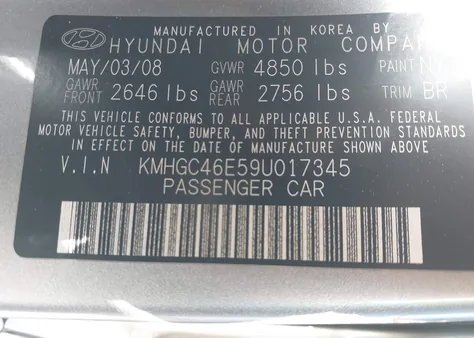 MANUFACTURED IN KOREA BY
HYUNDAI MOTOR COMPANY
MAY/03/08 GVWR 4850 lbs PAINT NY
GAWR FRONT 2646 lbs GAWR REAR 2756 lbs TRIM BR
THIS VEHICLE CONFORMS TO ALL APPLICABLE U.S.A. FEDERAL
MOTOR VEHICLE SAFETY, BUMPER, AND THEFT PREVENTION STANDARDS
IN EFFECT ON THE DATE OF MANUFACTURE SHOWN ABOVE
V.I.N KMHGC46E59U017345
PASSENGER CAR